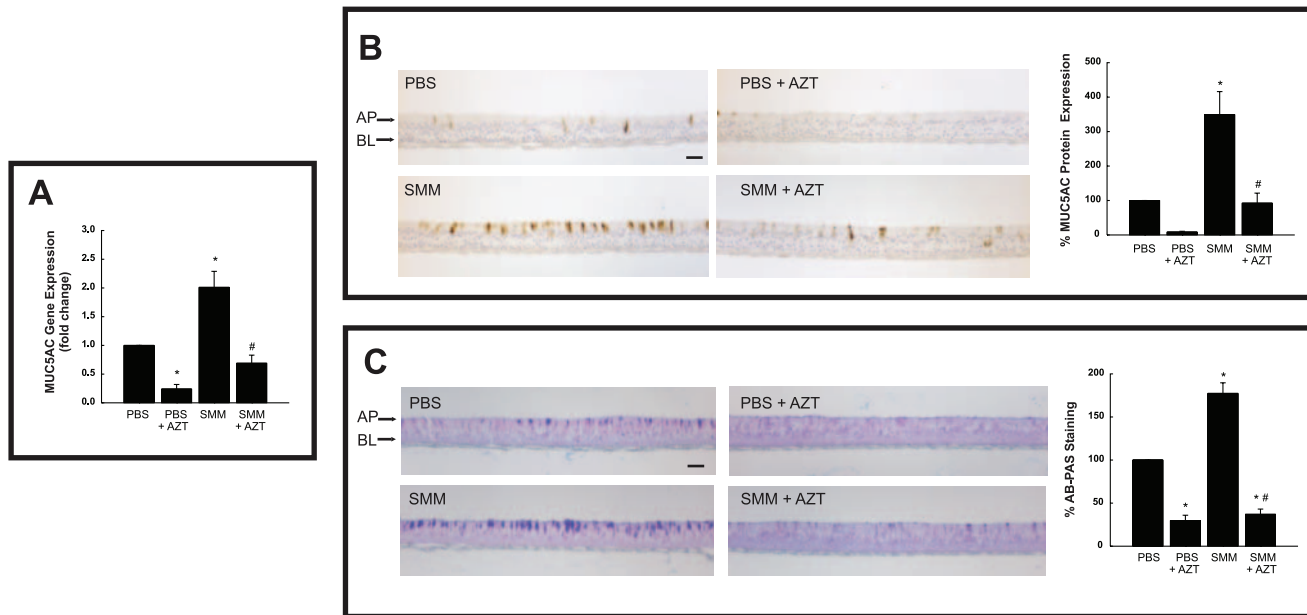 A
MUC5AC Gene Expression
(fold change)
3.0
2.5
2.0
1.5
1.0
0.5
0.0
*
*
#
PBS
PBS
+ AZT
SMM
SMM
+ AZT
B
PBS
PBS + AZT
AP
BL
SMM
SMM + AZT
% MUC5AC Protein Expression
500
400
300
200
100
0
*
#
PBS
PBS
+ AZT
SMM
SMM
+ AZT
C
PBS
PBS + AZT
AP
BL
SMM
SMM + AZT
% AB-PAS Staining
200
150
100
50
0
*
*
* #
PBS
PBS
+ AZT
SMM
SMM
+ AZT